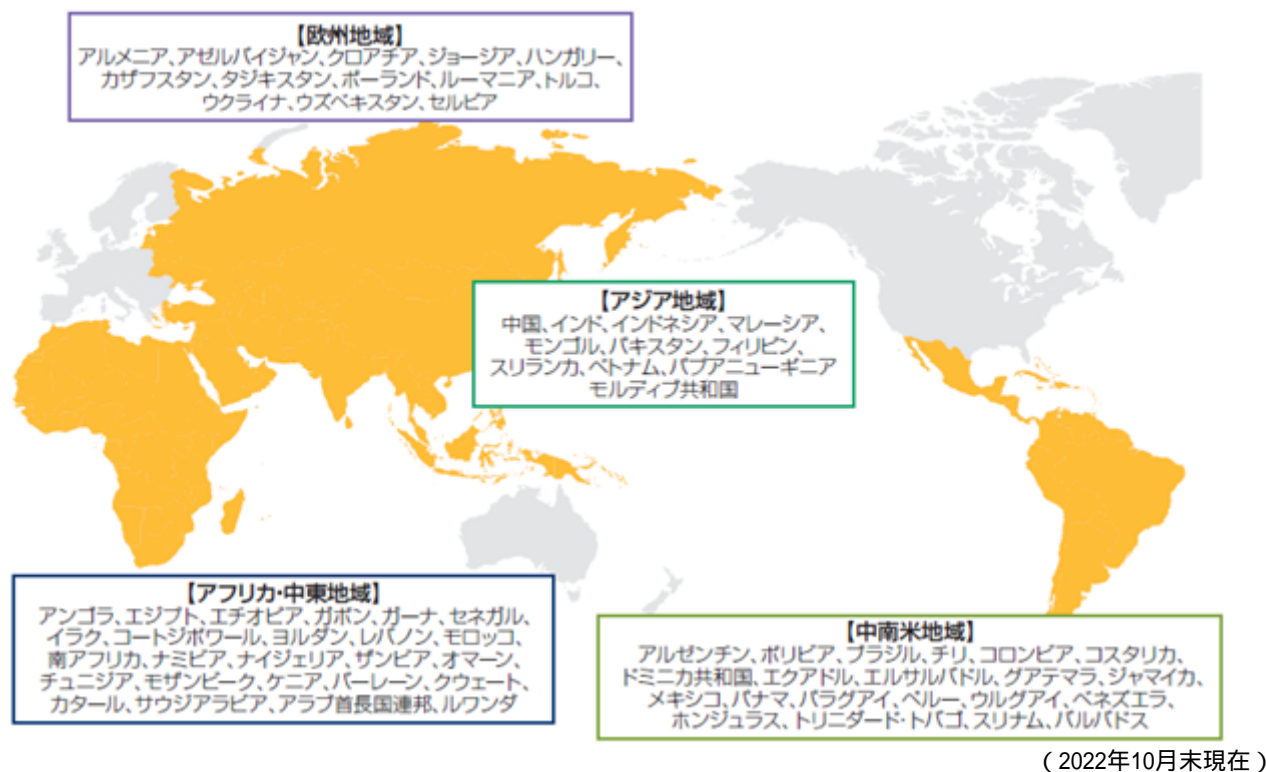 【欧州地域】
アルメニア、アゼルバイジャン、クロアチア、ジョージア、ハンガリー、
カザフスタン、タジキスタン、ポーランド、ルーマニア、トルコ、
ウクライナ、ウズベキスタン、セルビア
【アジア地域】
中国、インド、インドネシア、マレーシア、
モンゴル、パキスタン、フィリピン、
スリランカ、ベトナム、パプアニューギニア
モルディブ共和国
【アフリカ・中東地域】
アンゴラ、エジプト、エチオピア、ガボン、ガーナ、セネガル、
イラク、コートジボワール、ヨルダン、レバノン、モロッコ、
南アフリカ、ナミビア、ナイジェリア、ザンビア、オマーン、
チュニジア、モザンビーク、ケニア、バーレーン、クウェート、
カタール、サウジアラビア、アラブ首長国連邦、ルワンダ
【中南米地域】
アルゼンチン、ボリビア、ブラジル、チリ、コロンビア、コスタリカ、
ドミニカ共和国、エクアドル、エルサルバドル、グアテマラ、ジャマイカ、
メキシコ、パナマ、パラグアイ、ペルー、ウルグアイ、ベネズエラ、
ホンジュラス、トリニダード・トバゴ、スリナム、バルバドス
（2022年10月末現在）